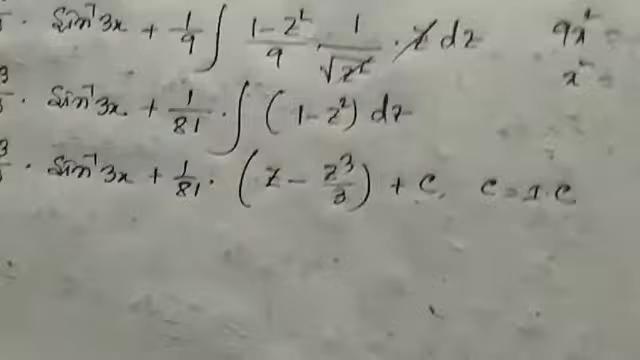 . sin⁻¹3x + 1/9 ∫ (1-z²)/9 · 1/√z² · z dz 9x² =
x² =
3 . sin⁻¹3x + 1/81 · ∫ (1-z²) dz
3 . sin⁻¹3x + 1/81 · (z - z³/3) + c, c = I.C